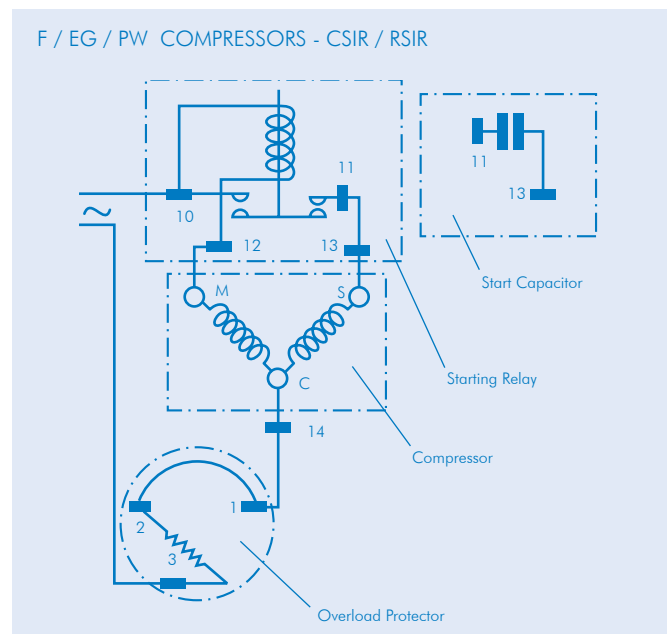 F / EG / PW COMPRESSORS - CSIR / RSIR
11
11
13
10
12
13
Start Capacitor
M
S
Starting Relay
C
14
Compressor
1
2
3
Overload Protector